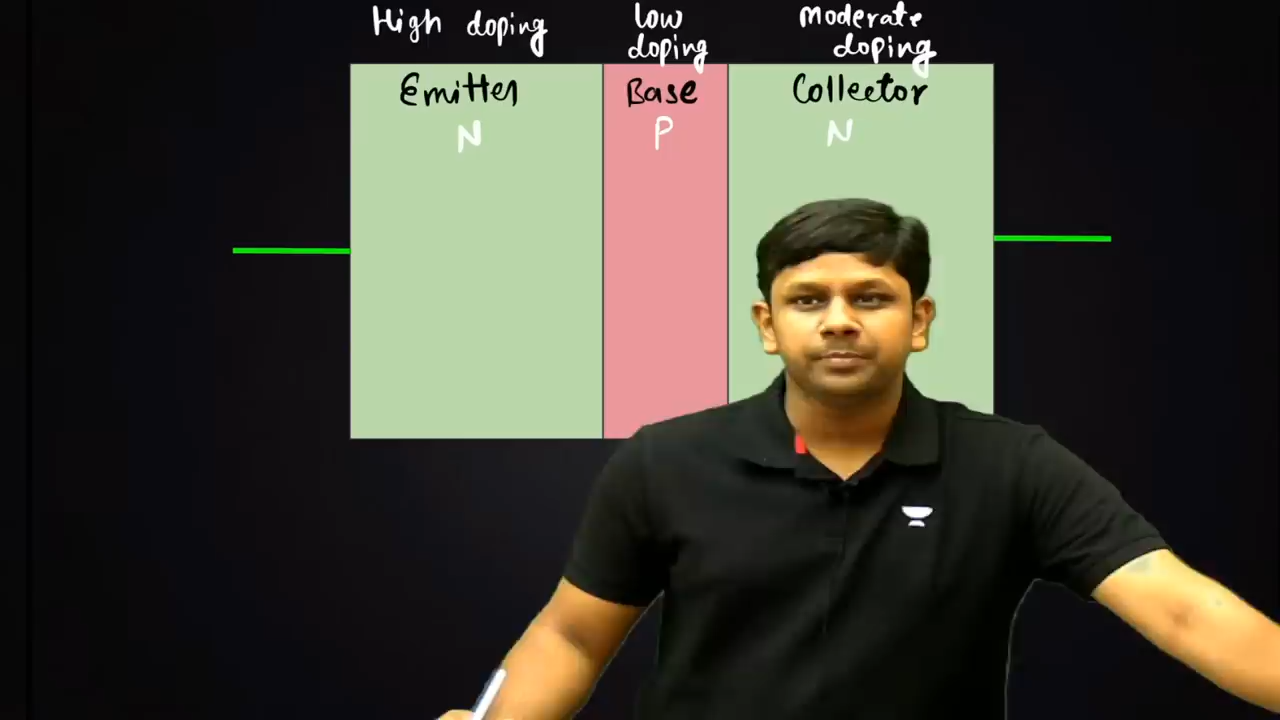 High doping
Low
doping
Moderate
doping
Emitter
Base
Collector
N
P
N